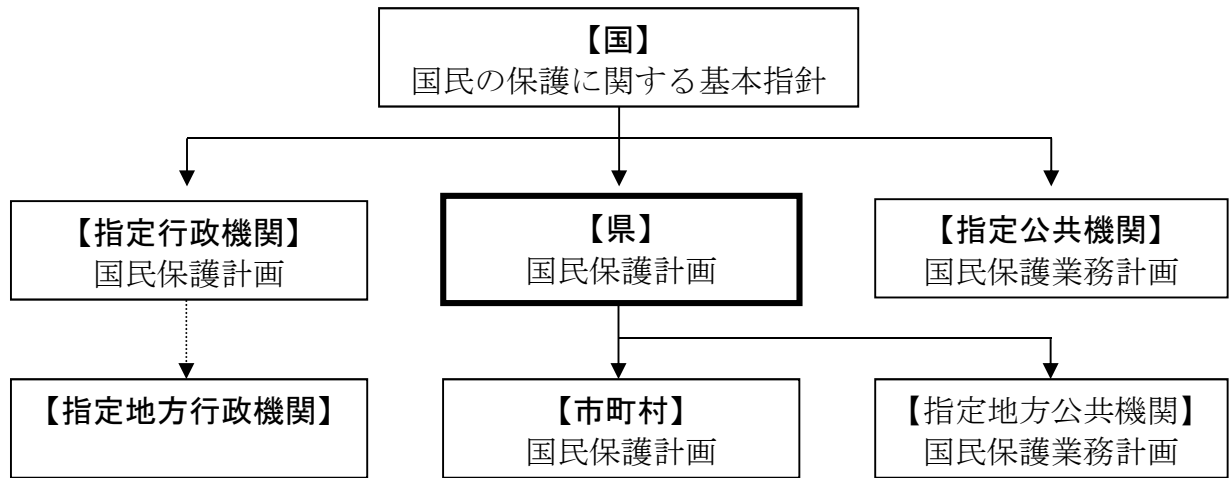 【国】
国民の保護に関する基本指針
【指定行政機関】
国民保護計画
【県】
国民保護計画
【指定公共機関】
国民保護業務計画
【指定地方行政機関】
【市町村】
国民保護計画
【指定地方公共機関】
国民保護業務計画